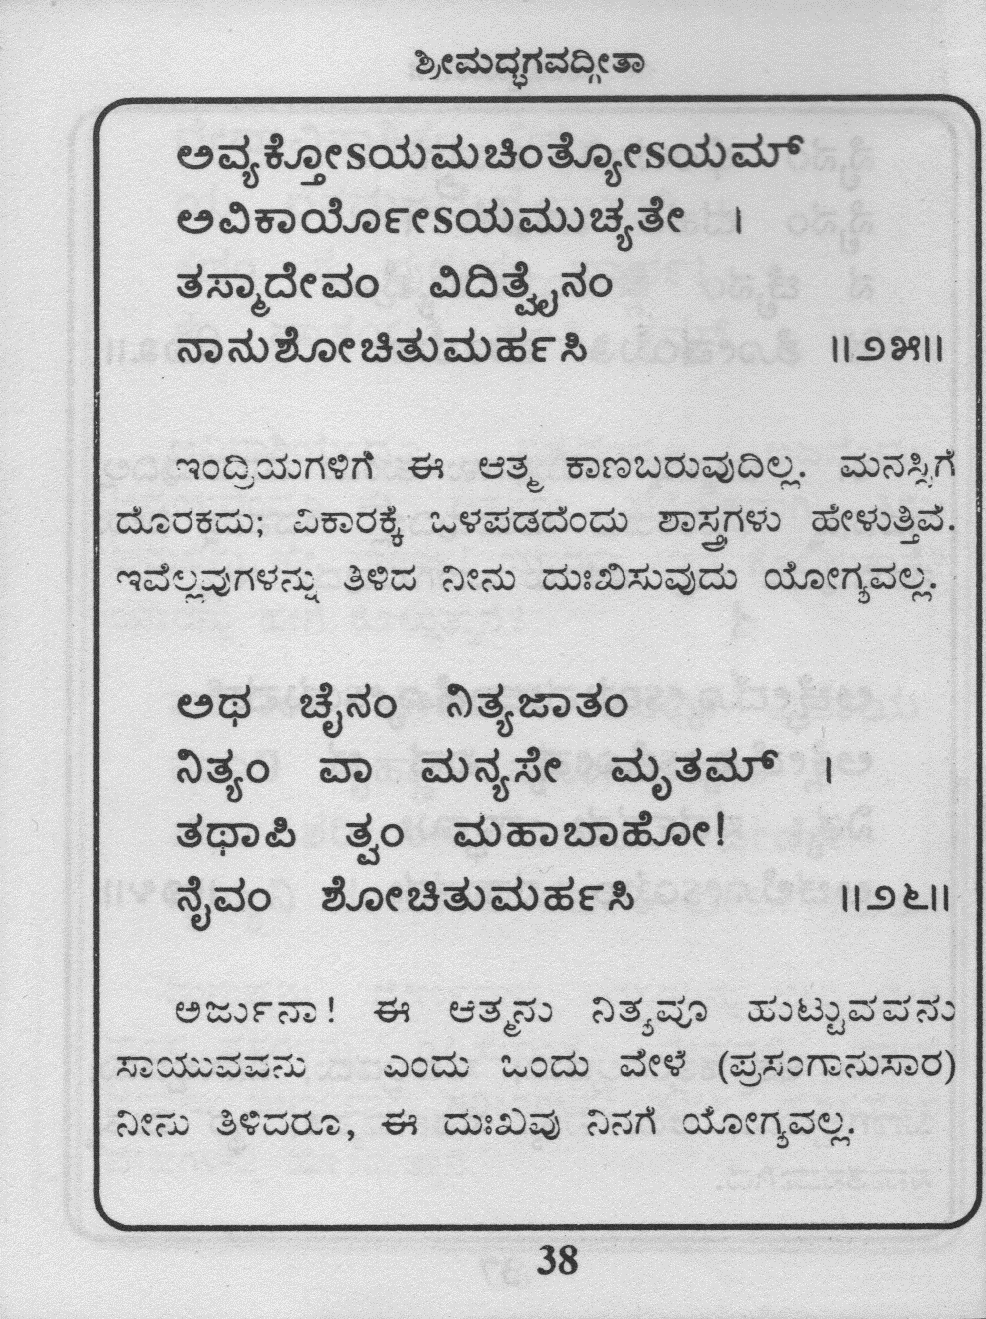 ಶ್ರೀಮದ್ಭಗವದ್ಗೀತಾ
ಅವ್ಯಕ್ತೋಽಯಮಚಿಂತ್ಯೋಽಯಮ್
ಅವಿಕಾರ್ಯೋಽಯಮುಚ್ಯತೇ ।
ತಸ್ಮಾದೇವಂ ವಿದಿತ್ವೈನಂ
ನಾನುಶೋಚಿತುಮರ್ಹಸಿ ॥೨೫॥
ಇಂದ್ರಿಯಗಳಿಗೆ ಈ ಆತ್ಮ ಕಾಣಬರುವುದಿಲ್ಲ. ಮನಸ್ಸಿಗೆ
ದೊರಕದು; ವಿಕಾರಕ್ಕೆ ಒಳಪಡದೆಂದು ಶಾಸ್ತ್ರಗಳು ಹೇಳುತ್ತಿವೆ.
ಇವೆಲ್ಲವುಗಳನ್ನು ತಿಳಿದ ನೀನು ದುಃಖಿಸುವುದು ಯೋಗ್ಯವಲ್ಲ.
ಅಥ ಚೈನಂ ನಿತ್ಯಜಾತಂ
ನಿತ್ಯಂ ವಾ ಮನ್ಯಸೇ ಮೃತಮ್ ।
ತಥಾಪಿ ತ್ವಂ ಮಹಾಬಾಹೋ!
ನೈವಂ ಶೋಚಿತುಮರ್ಹಸಿ ॥೨೬॥
ಅರ್ಜುನಾ! ಈ ಆತ್ಮನು ನಿತ್ಯವೂ ಹುಟ್ಟುವವನು
ಸಾಯುವವನು ಎಂದು ಒಂದು ವೇಳೆ (ಪ್ರಸಂಗಾನುಸಾರ)
ನೀನು ತಿಳಿದರೂ, ಈ ದುಃಖವು ನಿನಗೆ ಯೋಗ್ಯವಲ್ಲ.
38